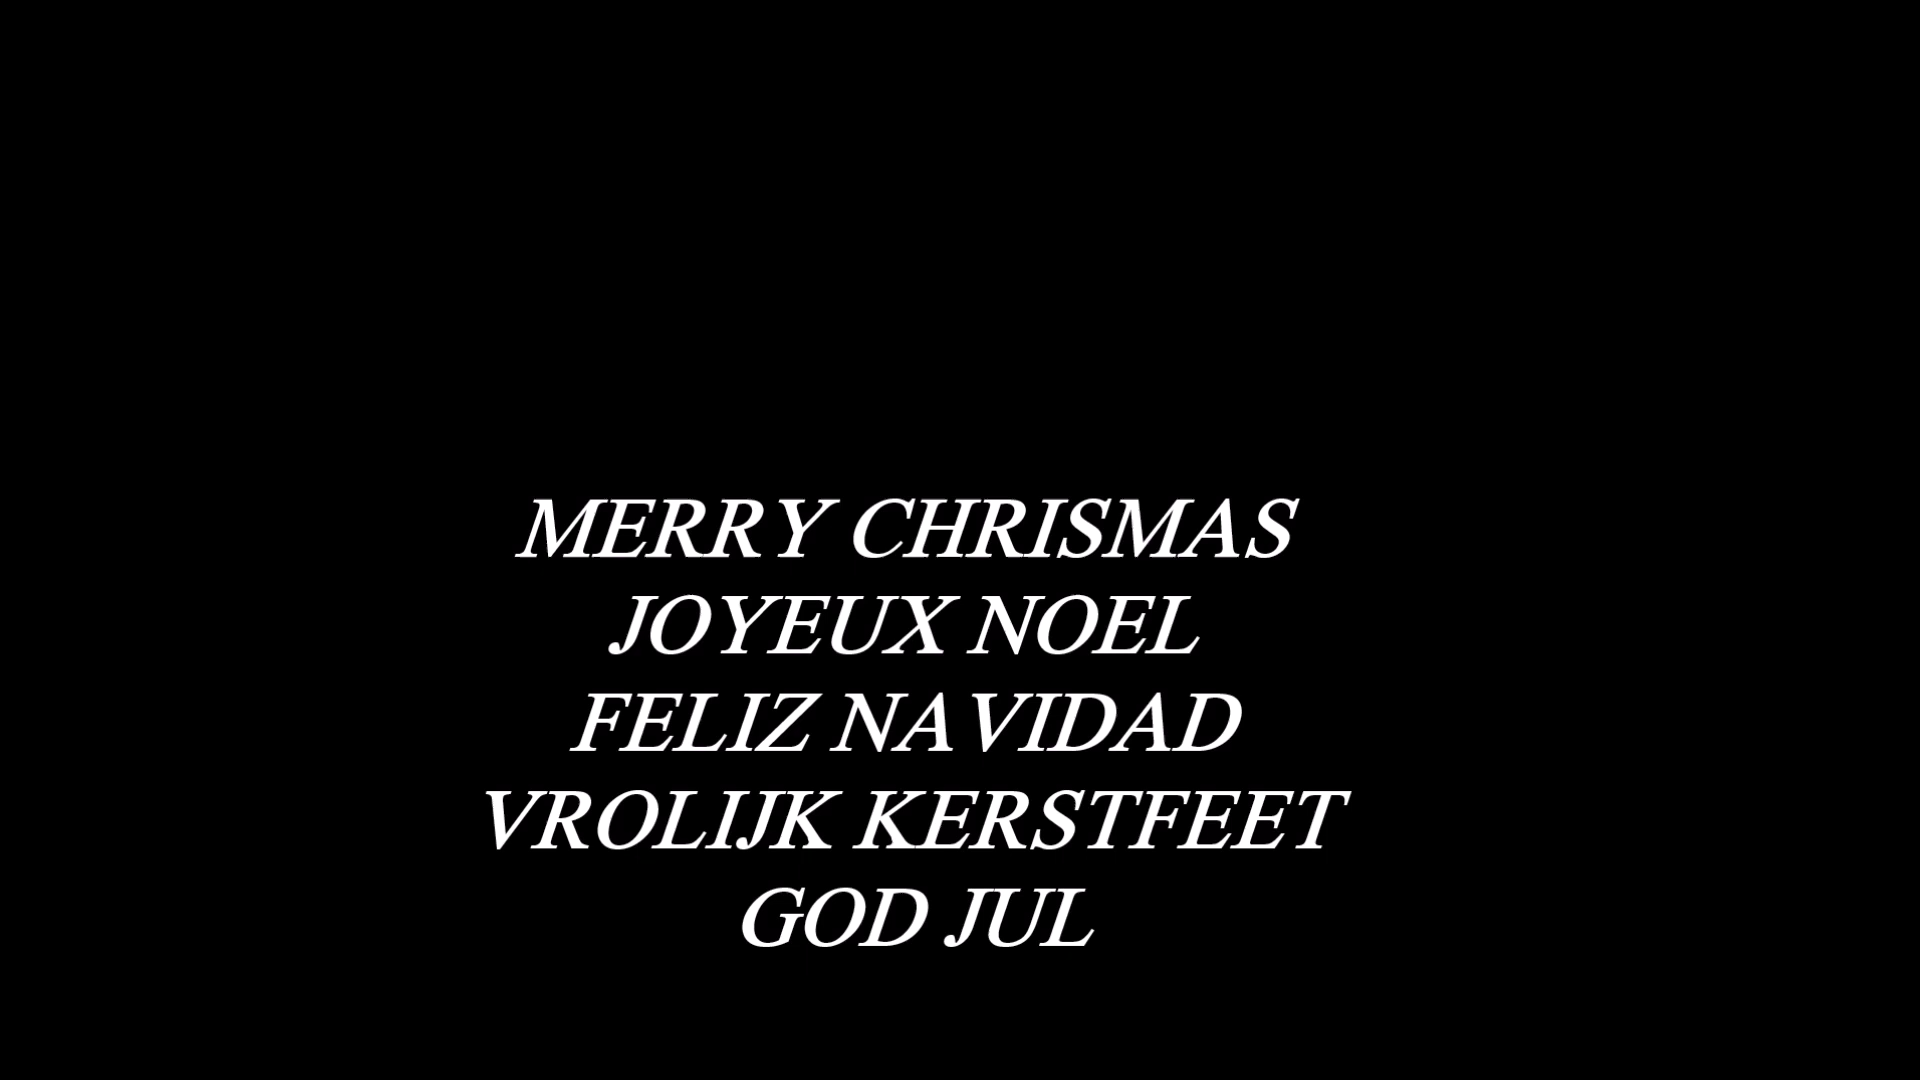 MERRY CHRISMAS
JOYEUX NOEL
FELIZ NAVIDAD
VROLIJK KERSTFEET
GOD JUL